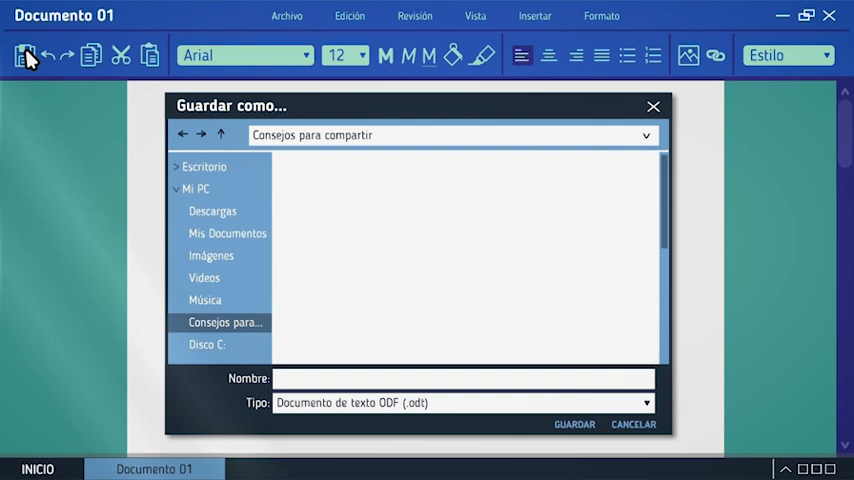 Documento 01
Archivo Edición Revisión Vista Insertar Formato
Arial 12 M M M Estilo
Guardar como...
Consejos para compartir
> Escritorio
Mi PC
Descargas
Mis Documentos
Imágenes
Videos
Música
Consejos para...
Disco C:
Nombre:
Tipo: Documento de texto ODF (.odt)
GUARDAR CANCELAR
INICIO Documento 01